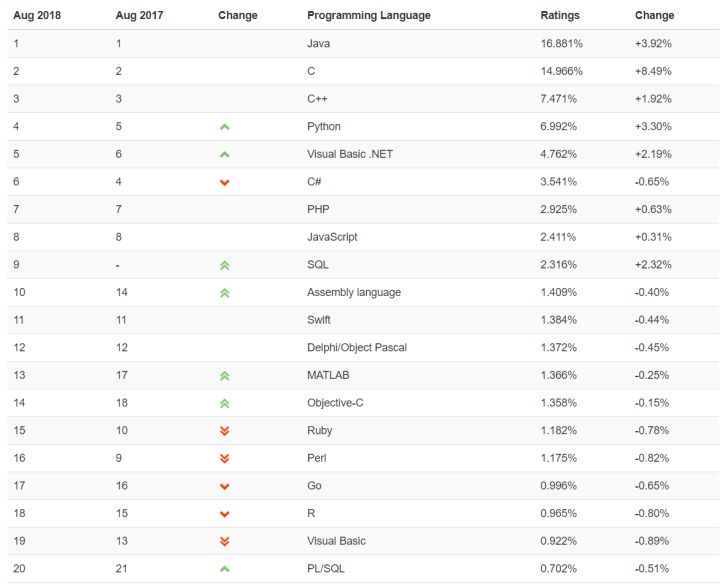 Aug 2018 Aug 2017 Change Programming Language Ratings Change
1 1 Java 16.881% +3.92%
2 2 C 14.966% +8.49%
3 3 C++ 7.471% +1.92%
4 5 Python 6.992% +3.30%
5 6 Visual Basic .NET 4.762% +2.19%
6 4 C# 3.541% -0.65%
7 7 PHP 2.925% +0.63%
8 8 JavaScript 2.411% +0.31%
9 - SQL 2.316% +2.32%
10 14 Assembly language 1.409% -0.40%
11 11 Swift 1.384% -0.44%
12 12 Delphi/Object Pascal 1.372% -0.45%
13 17 MATLAB 1.366% -0.25%
14 18 Objective-C 1.358% -0.15%
15 10 Ruby 1.182% -0.78%
16 9 Perl 1.175% -0.82%
17 16 Go 0.996% -0.65%
18 15 R 0.965% -0.80%
19 13 Visual Basic 0.922% -0.89%
20 21 PL/SQL 0.702% -0.51%